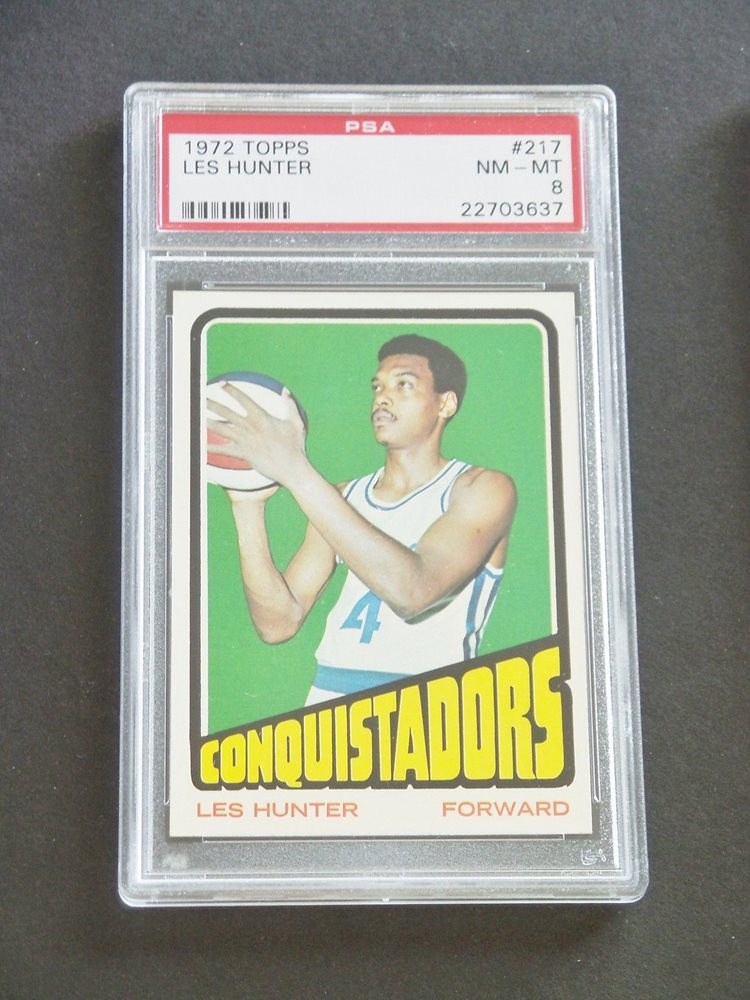 PSA
1972 TOPPS #217
LES HUNTER NM - MT
8
22703637
4
CONQUISTADORS
LES HUNTER FORWARD